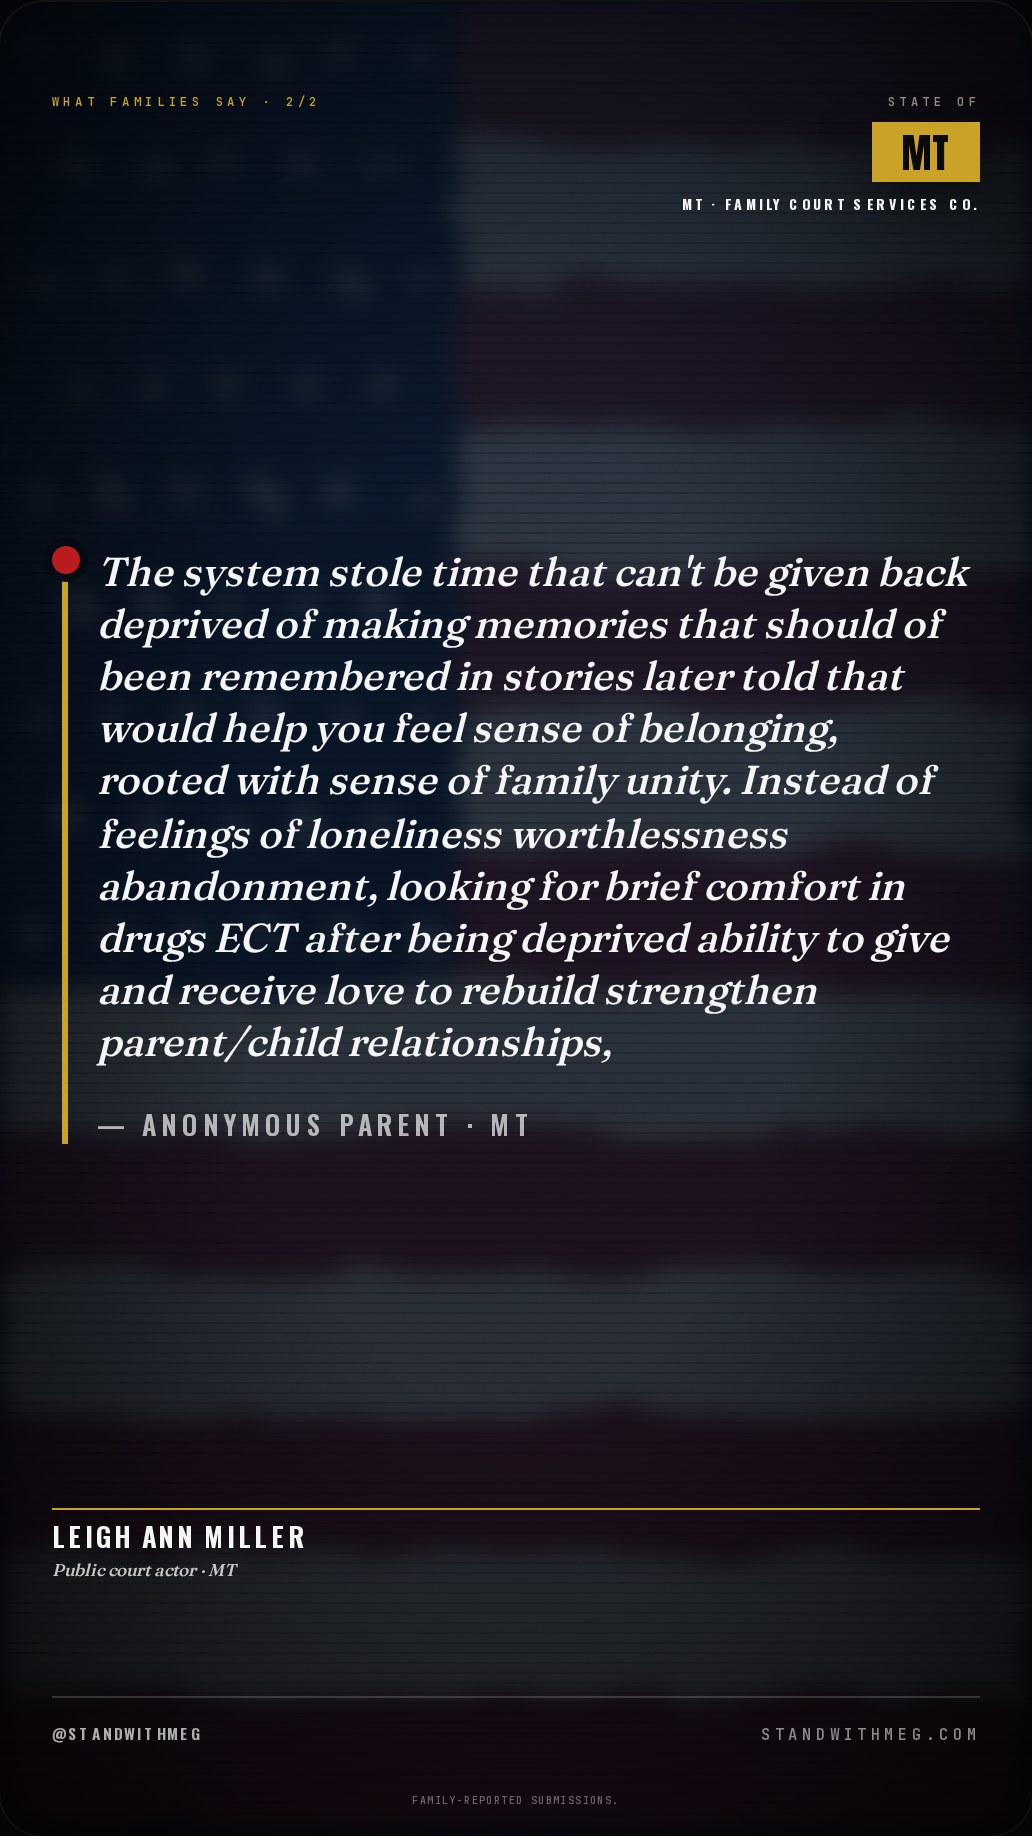 WHAT FAMILIES SAY · 2/2
STATE OF
MT
MT · FAMILY COURT SERVICES CO.
The system stole time that can't be given back
deprived of making memories that should of
been remembered in stories later told that
would help you feel sense of belonging,
rooted with sense of family unity. Instead of
feelings of loneliness worthlessness
abandonment, looking for brief comfort in
drugs ECT after being deprived ability to give
and receive love to rebuild strengthen
parent/child relationships,
— ANONYMOUS PARENT · MT
LEIGH ANN MILLER
Public court actor · MT
@STANDWITHMEG
STANDWITHMEG.COM
FAMILY-REPORTED SUBMISSIONS.